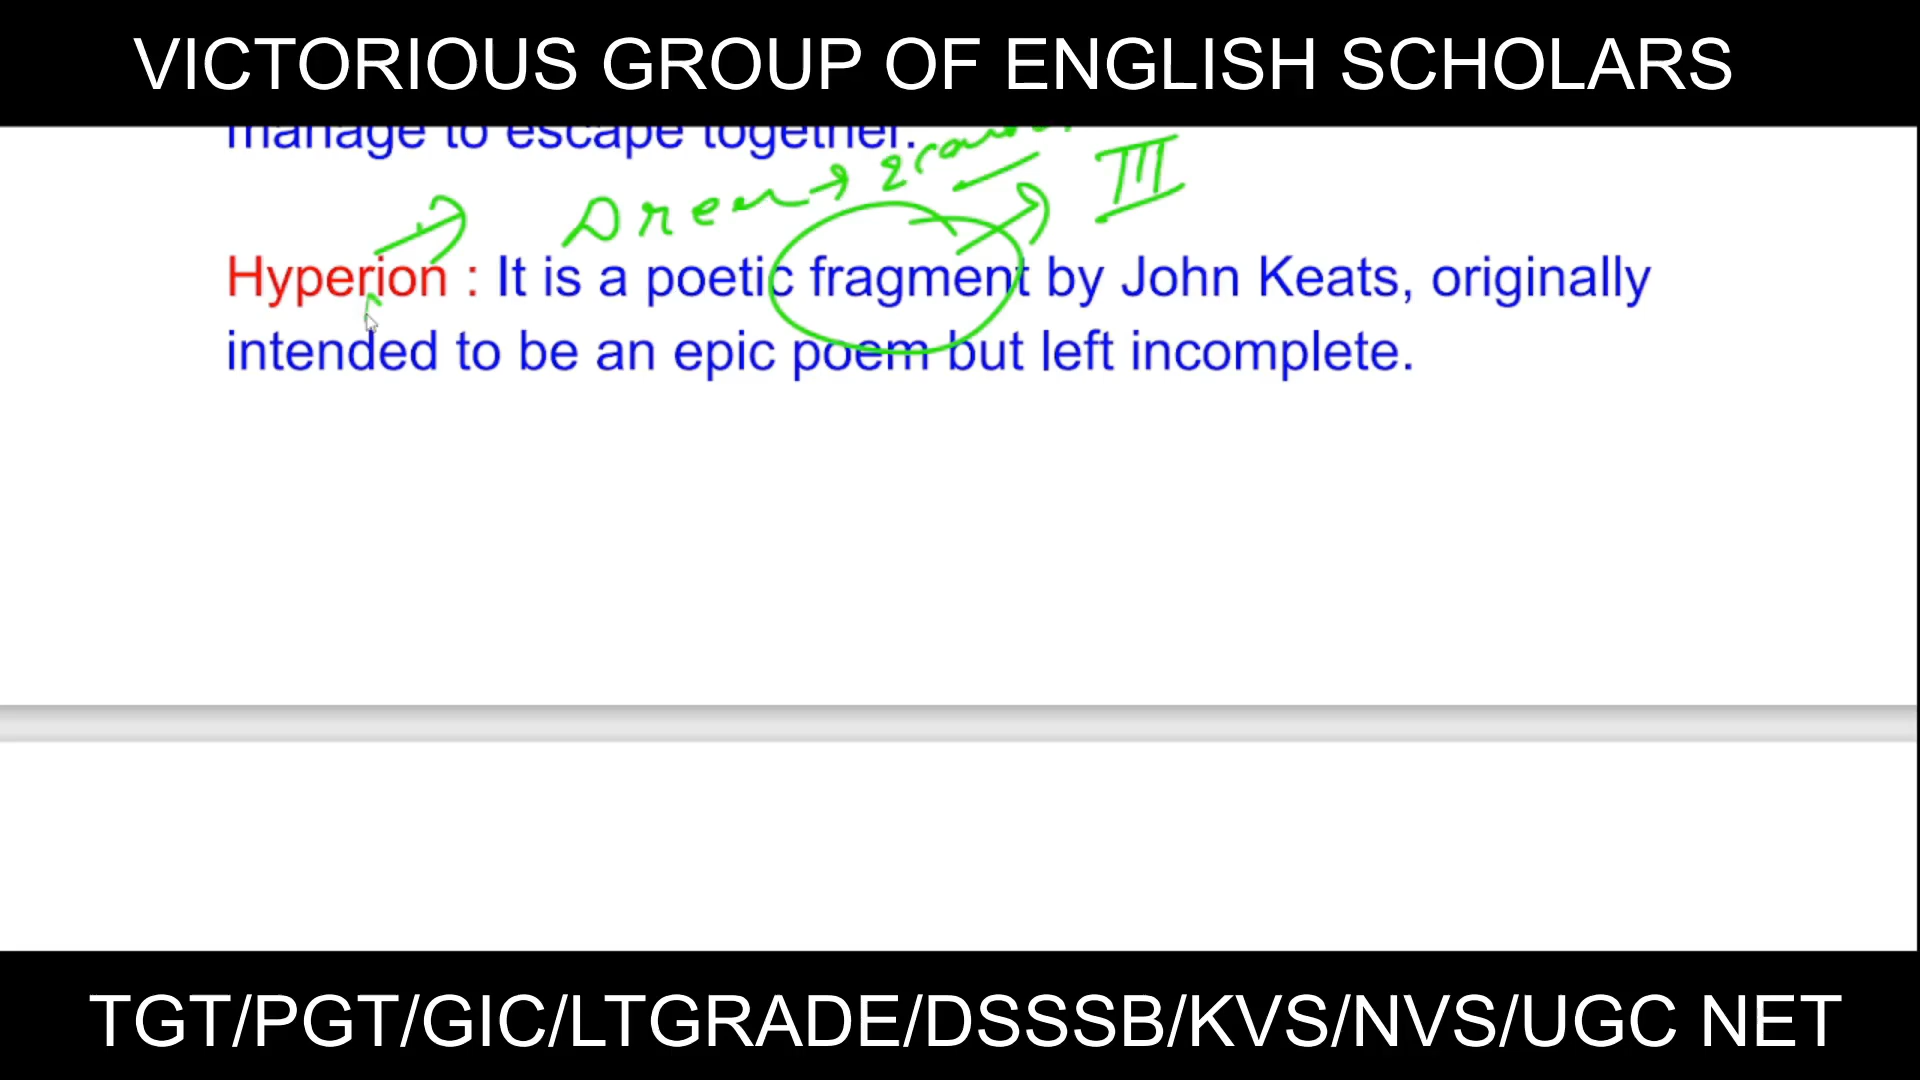 VICTORIOUS GROUP OF ENGLISH SCHOLARS
manage to escape together.
III
Hyperion : It is a poetic fragment by John Keats, originally
intended to be an epic poem but left incomplete.
TGT/PGT/GIC/LTGRADE/DSSSB/KVS/NVS/UGC NET